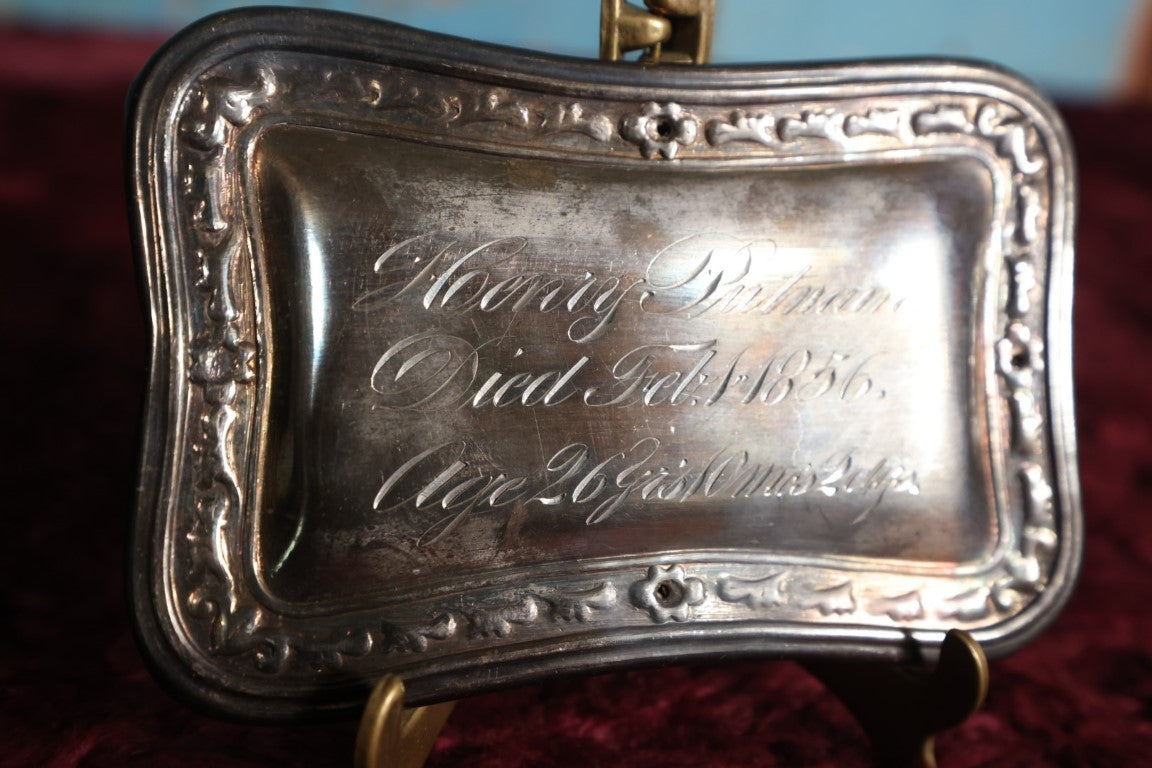 Henry Putnam
Died Feb. 1 1856.
Age 26 yrs 10 mos 2 dys